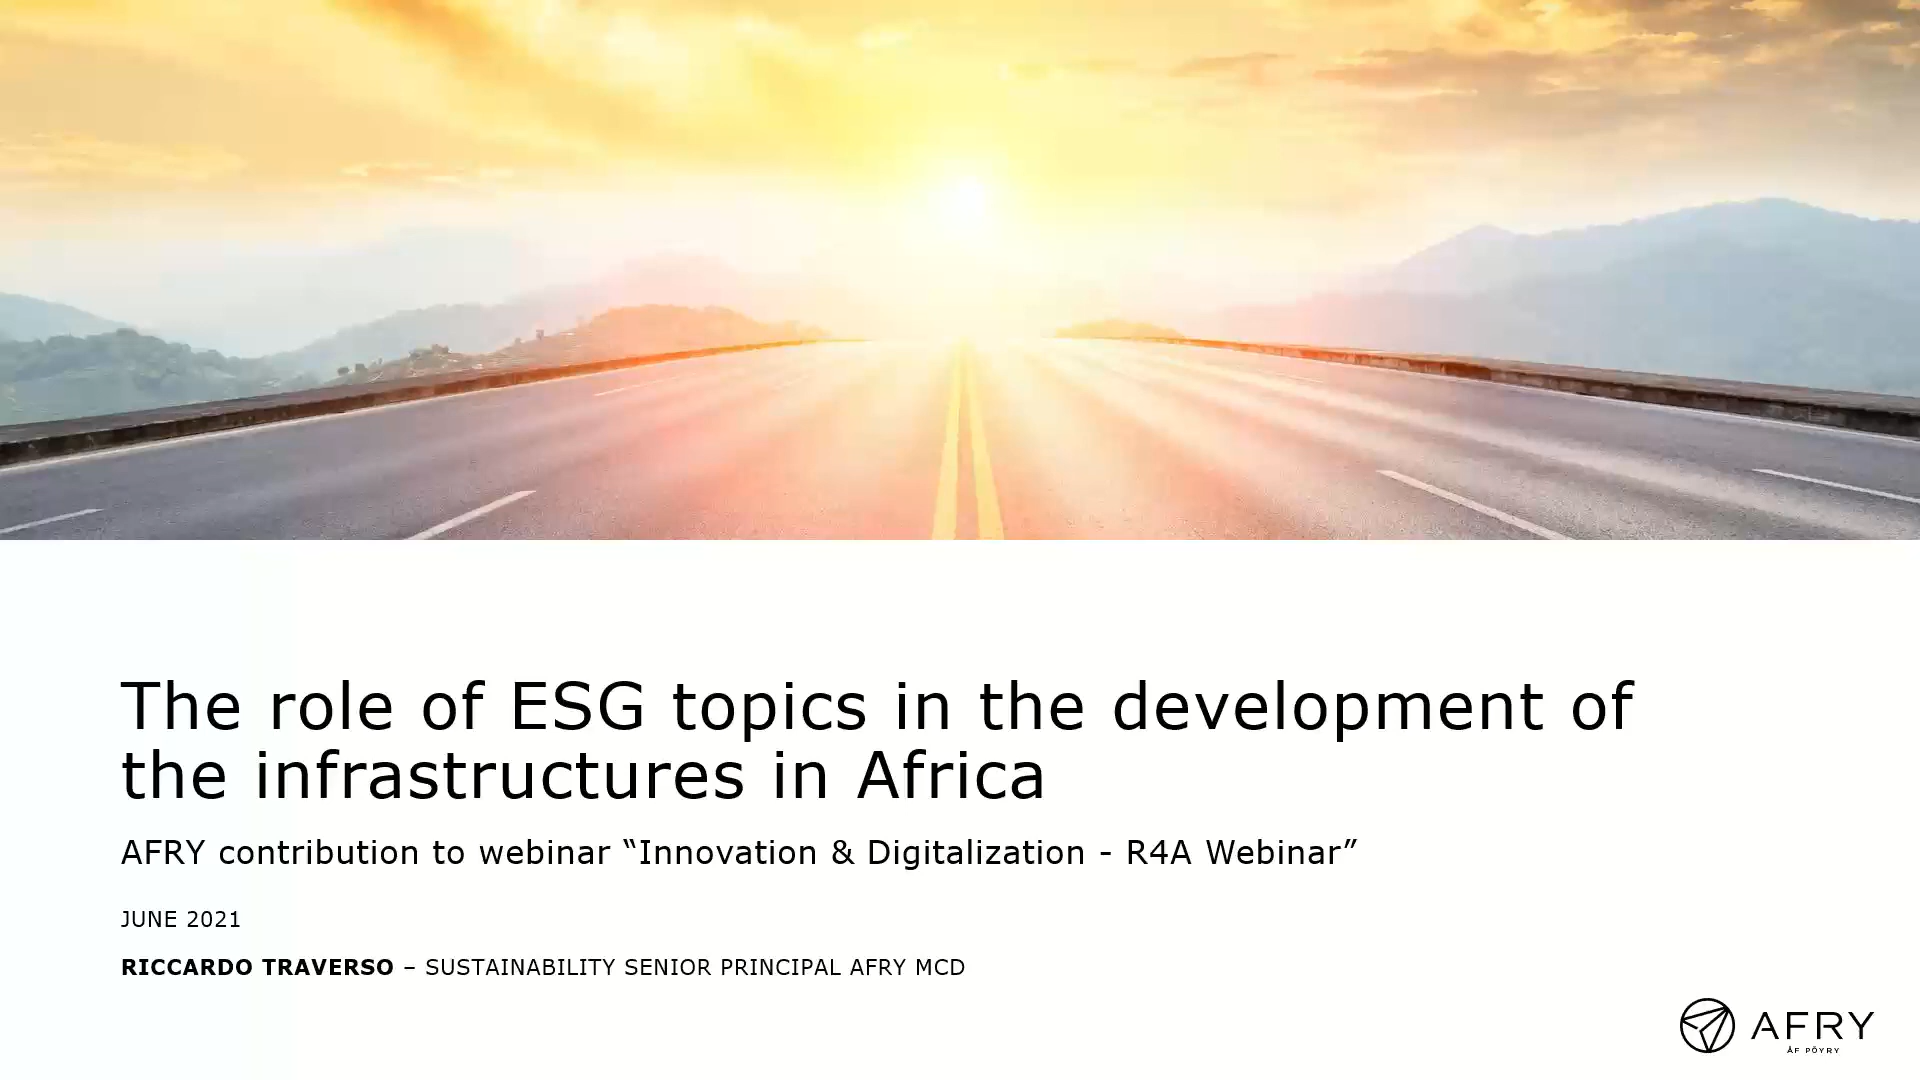 The role of ESG topics in the development of
the infrastructures in Africa
AFRY contribution to webinar “Innovation & Digitalization - R4A Webinar”
JUNE 2021
RICCARDO TRAVERSO – SUSTAINABILITY SENIOR PRINCIPAL AFRY MCD
AFRY
ÅF PÖYRY